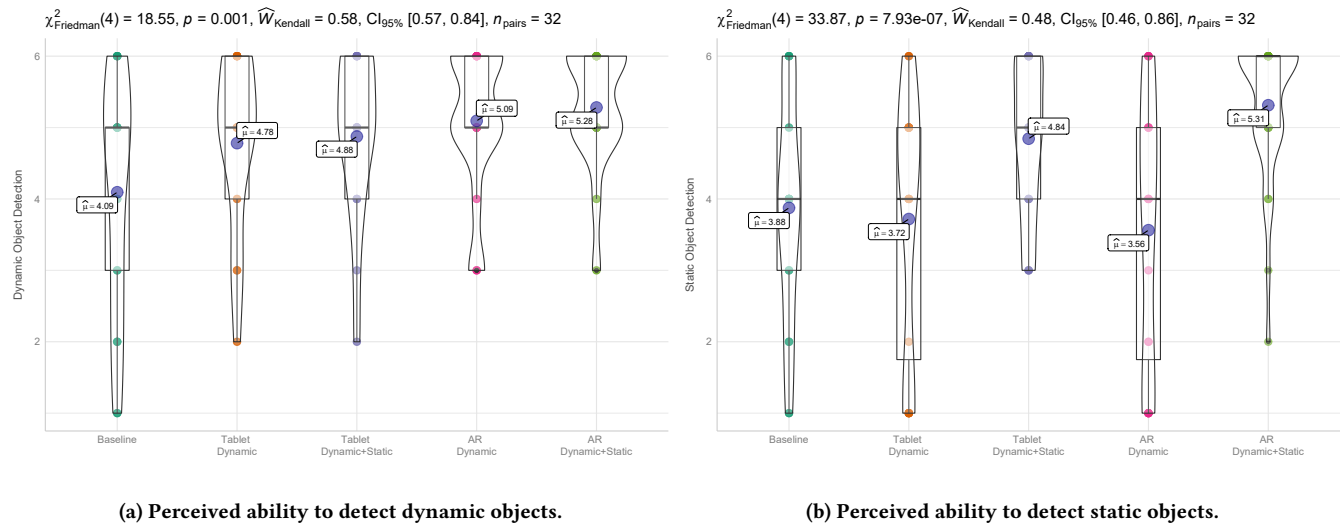 χ²Friedman(4) = 18.55, p = 0.001, ŴKendall = 0.58, CI95% [0.57, 0.84], npairs = 32
6
4
2
Dynamic Object Detection
μ̂ = 4.09
μ̂ = 4.78
μ̂ = 4.88
μ̂ = 5.09
μ̂ = 5.28
Baseline
Tablet
Dynamic
Tablet
Dynamic+Static
AR
Dynamic
AR
Dynamic+Static
(a) Perceived ability to detect dynamic objects.
χ²Friedman(4) = 33.87, p = 7.93e-07, ŴKendall = 0.48, CI95% [0.46, 0.86], npairs = 32
6
4
2
Static Object Detection
μ̂ = 3.88
μ̂ = 3.72
μ̂ = 4.84
μ̂ = 3.56
μ̂ = 5.31
Baseline
Tablet
Dynamic
Tablet
Dynamic+Static
AR
Dynamic
AR
Dynamic+Static
(b) Perceived ability to detect static objects.